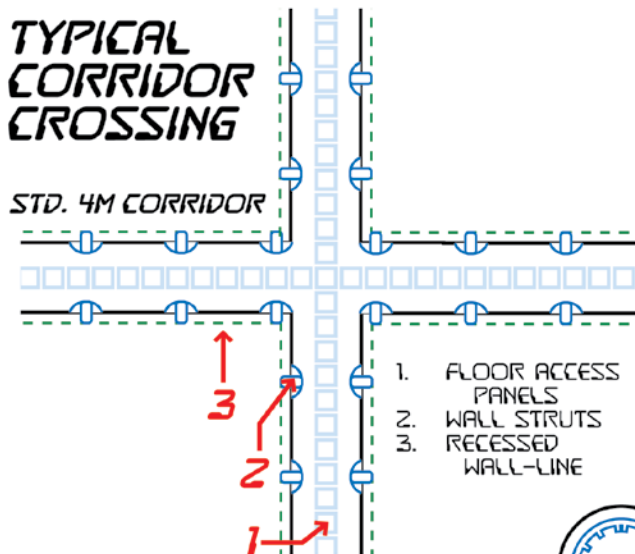 TYPICAL
CORRIDOR
CROSSING
STD. 4M CORRIDOR
3
2
1
1. FLOOR ACCESS
PANELS
2. WALL STRUTS
3. RECESSED
WALL-LINE